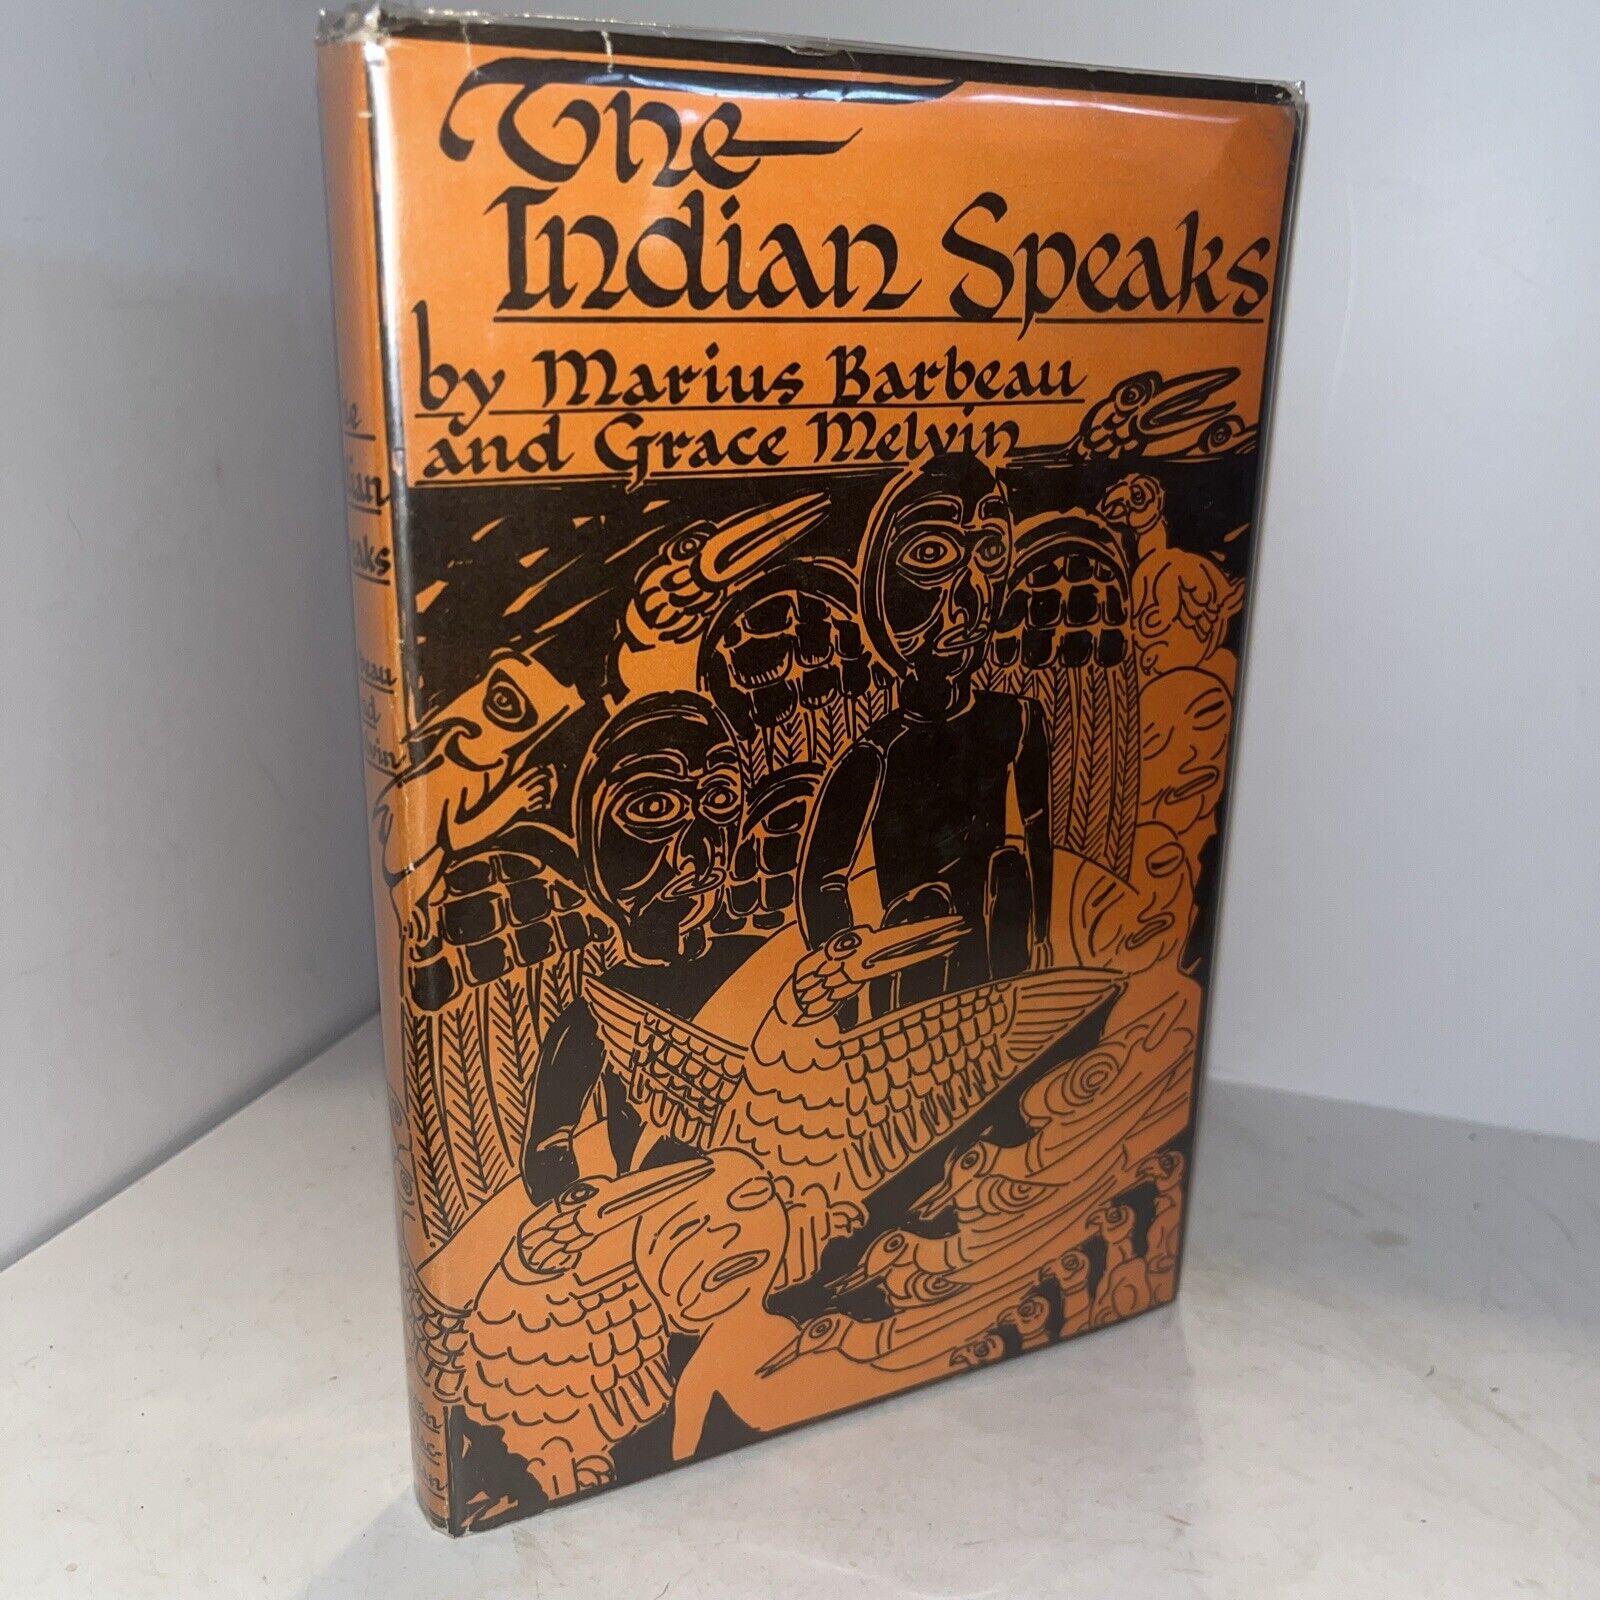 The
Indian Speaks
by Marius Barbeau
and Grace Melvin